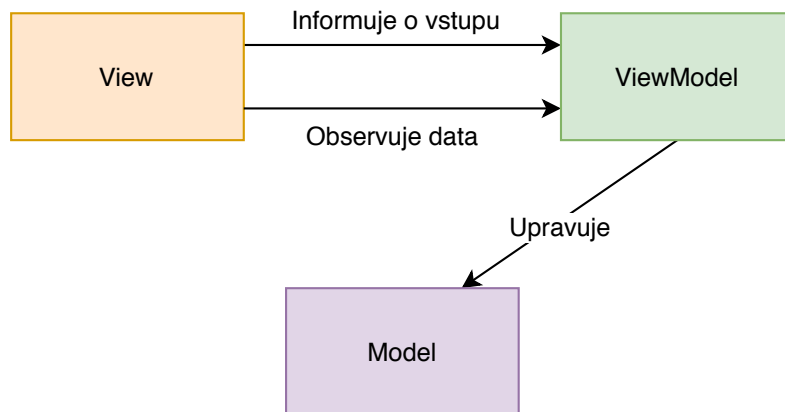 Informuje o vstupu
View
ViewModel
Observuje data
Upravuje
Model